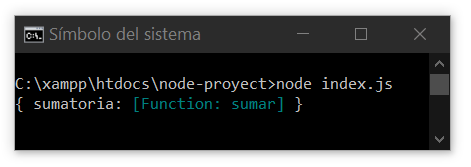 Símbolo del sistema
C:\xampp\htdocs\node-proyect>node index.js
{ sumatoria: [Function: sumar] }